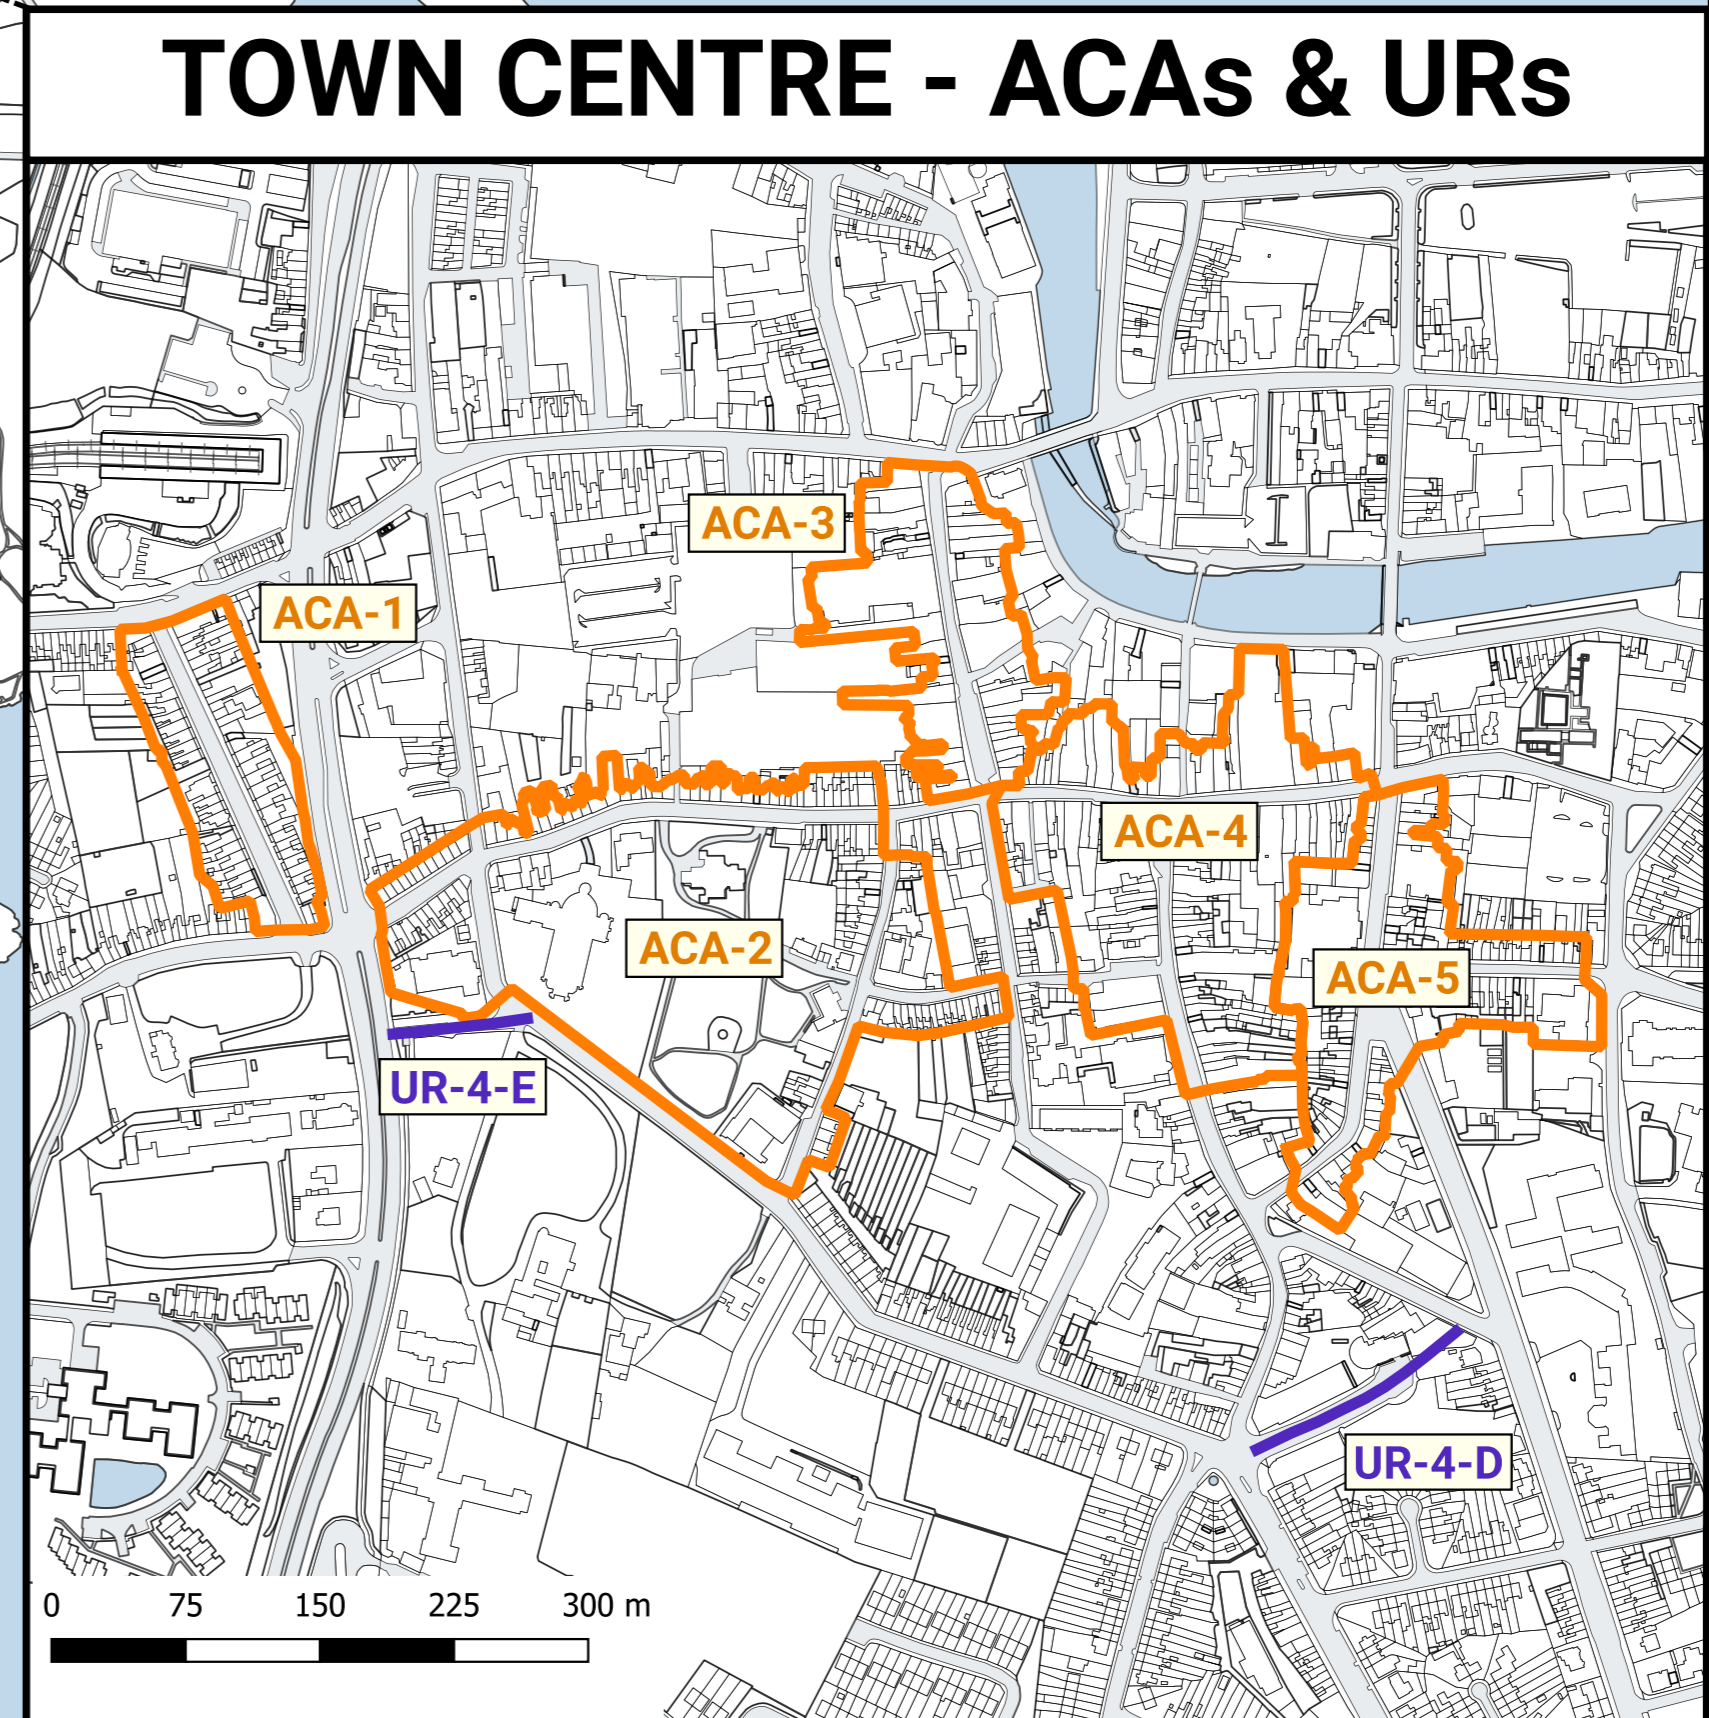 TOWN CENTRE - ACAs & URs
ACA-3
ACA-1
ACA-4
ACA-2
ACA-5
UR-4-E
UR-4-D
0 75 150 225 300 m